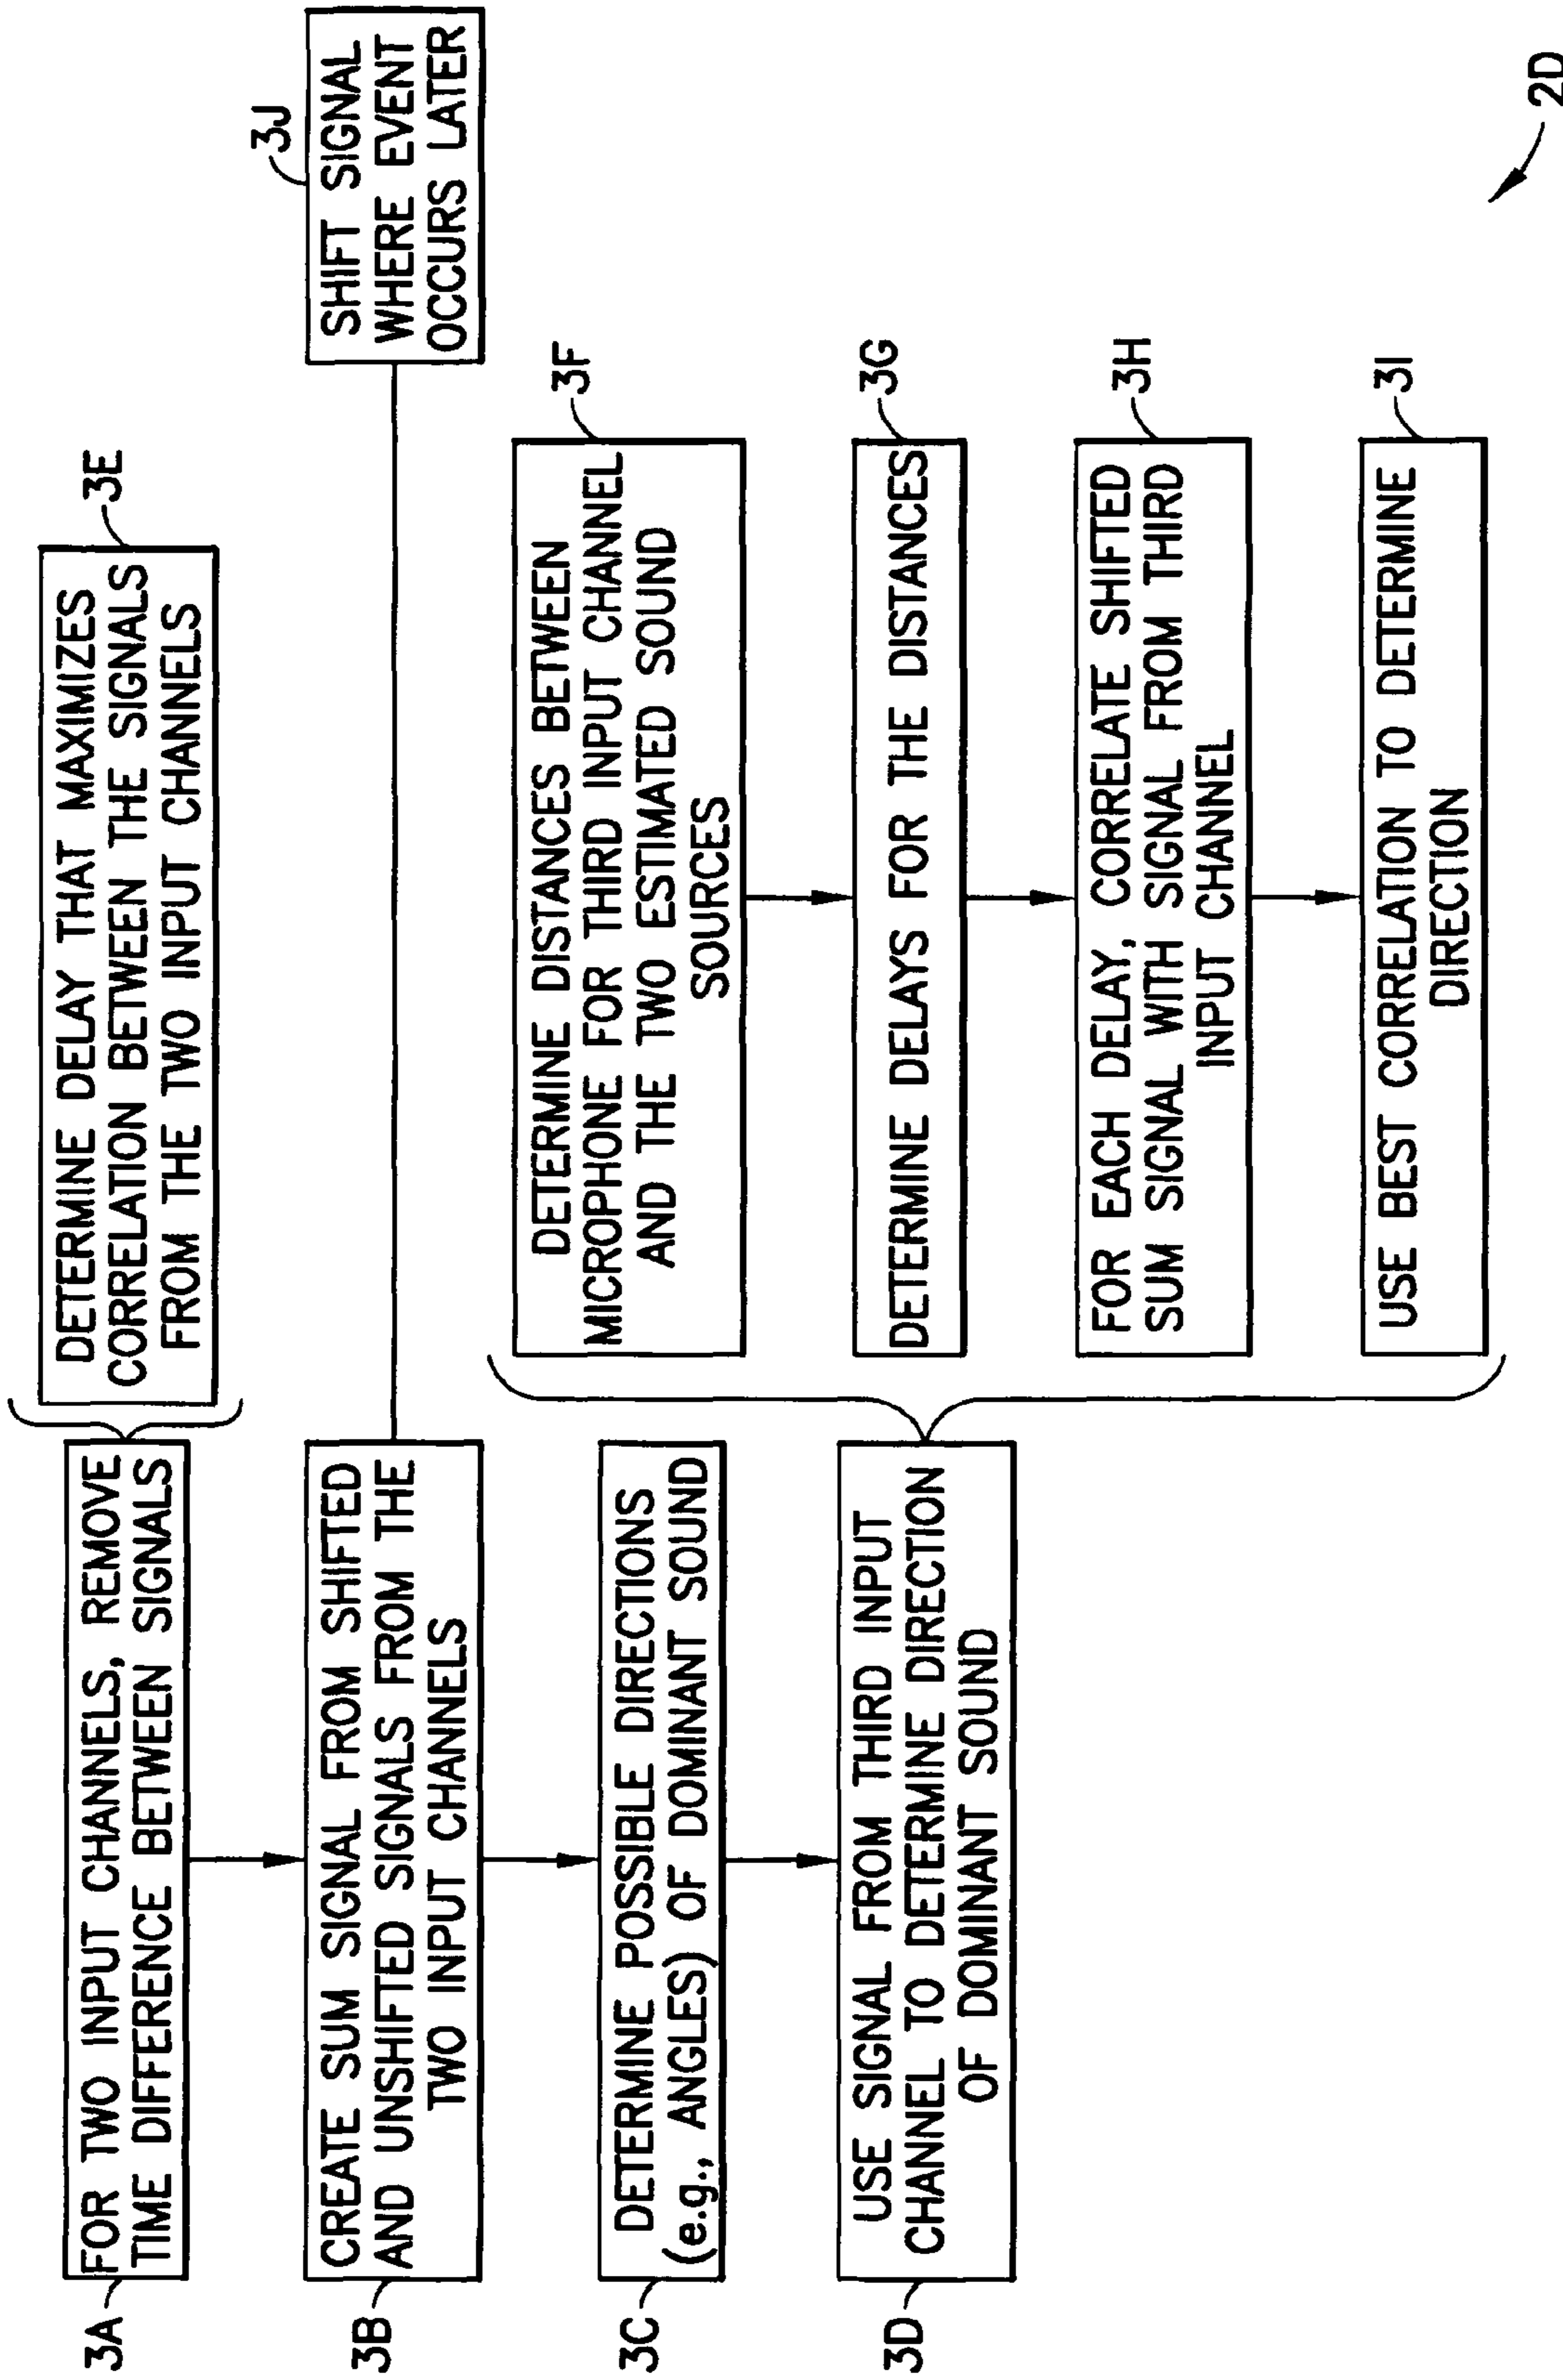 3A
FOR TWO INPUT CHANNELS, REMOVE
TIME DIFFERENCE BETWEEN SIGNALS
3E
DETERMINE DELAY THAT MAXIMIZES
CORRELATION BETWEEN THE SIGNALS
FROM THE TWO INPUT CHANNELS
3B
CREATE SUM SIGNAL FROM SHIFTED
AND UNSHIFTED SIGNALS FROM THE
TWO INPUT CHANNELS
3J
SHIFT SIGNAL
WHERE EVENT
OCCURS LATER
3C
DETERMINE POSSIBLE DIRECTIONS
(e.g., ANGLES) OF DOMINANT SOUND
3D
USE SIGNAL FROM THIRD INPUT
CHANNEL TO DETERMINE DIRECTION
OF DOMINANT SOUND
3F
DETERMINE DISTANCES BETWEEN
MICROPHONE FOR THIRD INPUT CHANNEL
AND THE TWO ESTIMATED SOUND
SOURCES
3G
DETERMINE DELAYS FOR THE DISTANCES
3H
FOR EACH DELAY, CORRELATE SHIFTED
SUM SIGNAL WITH SIGNAL FROM THIRD
INPUT CHANNEL
3I
USE BEST CORRELATION TO DETERMINE
DIRECTION
2D